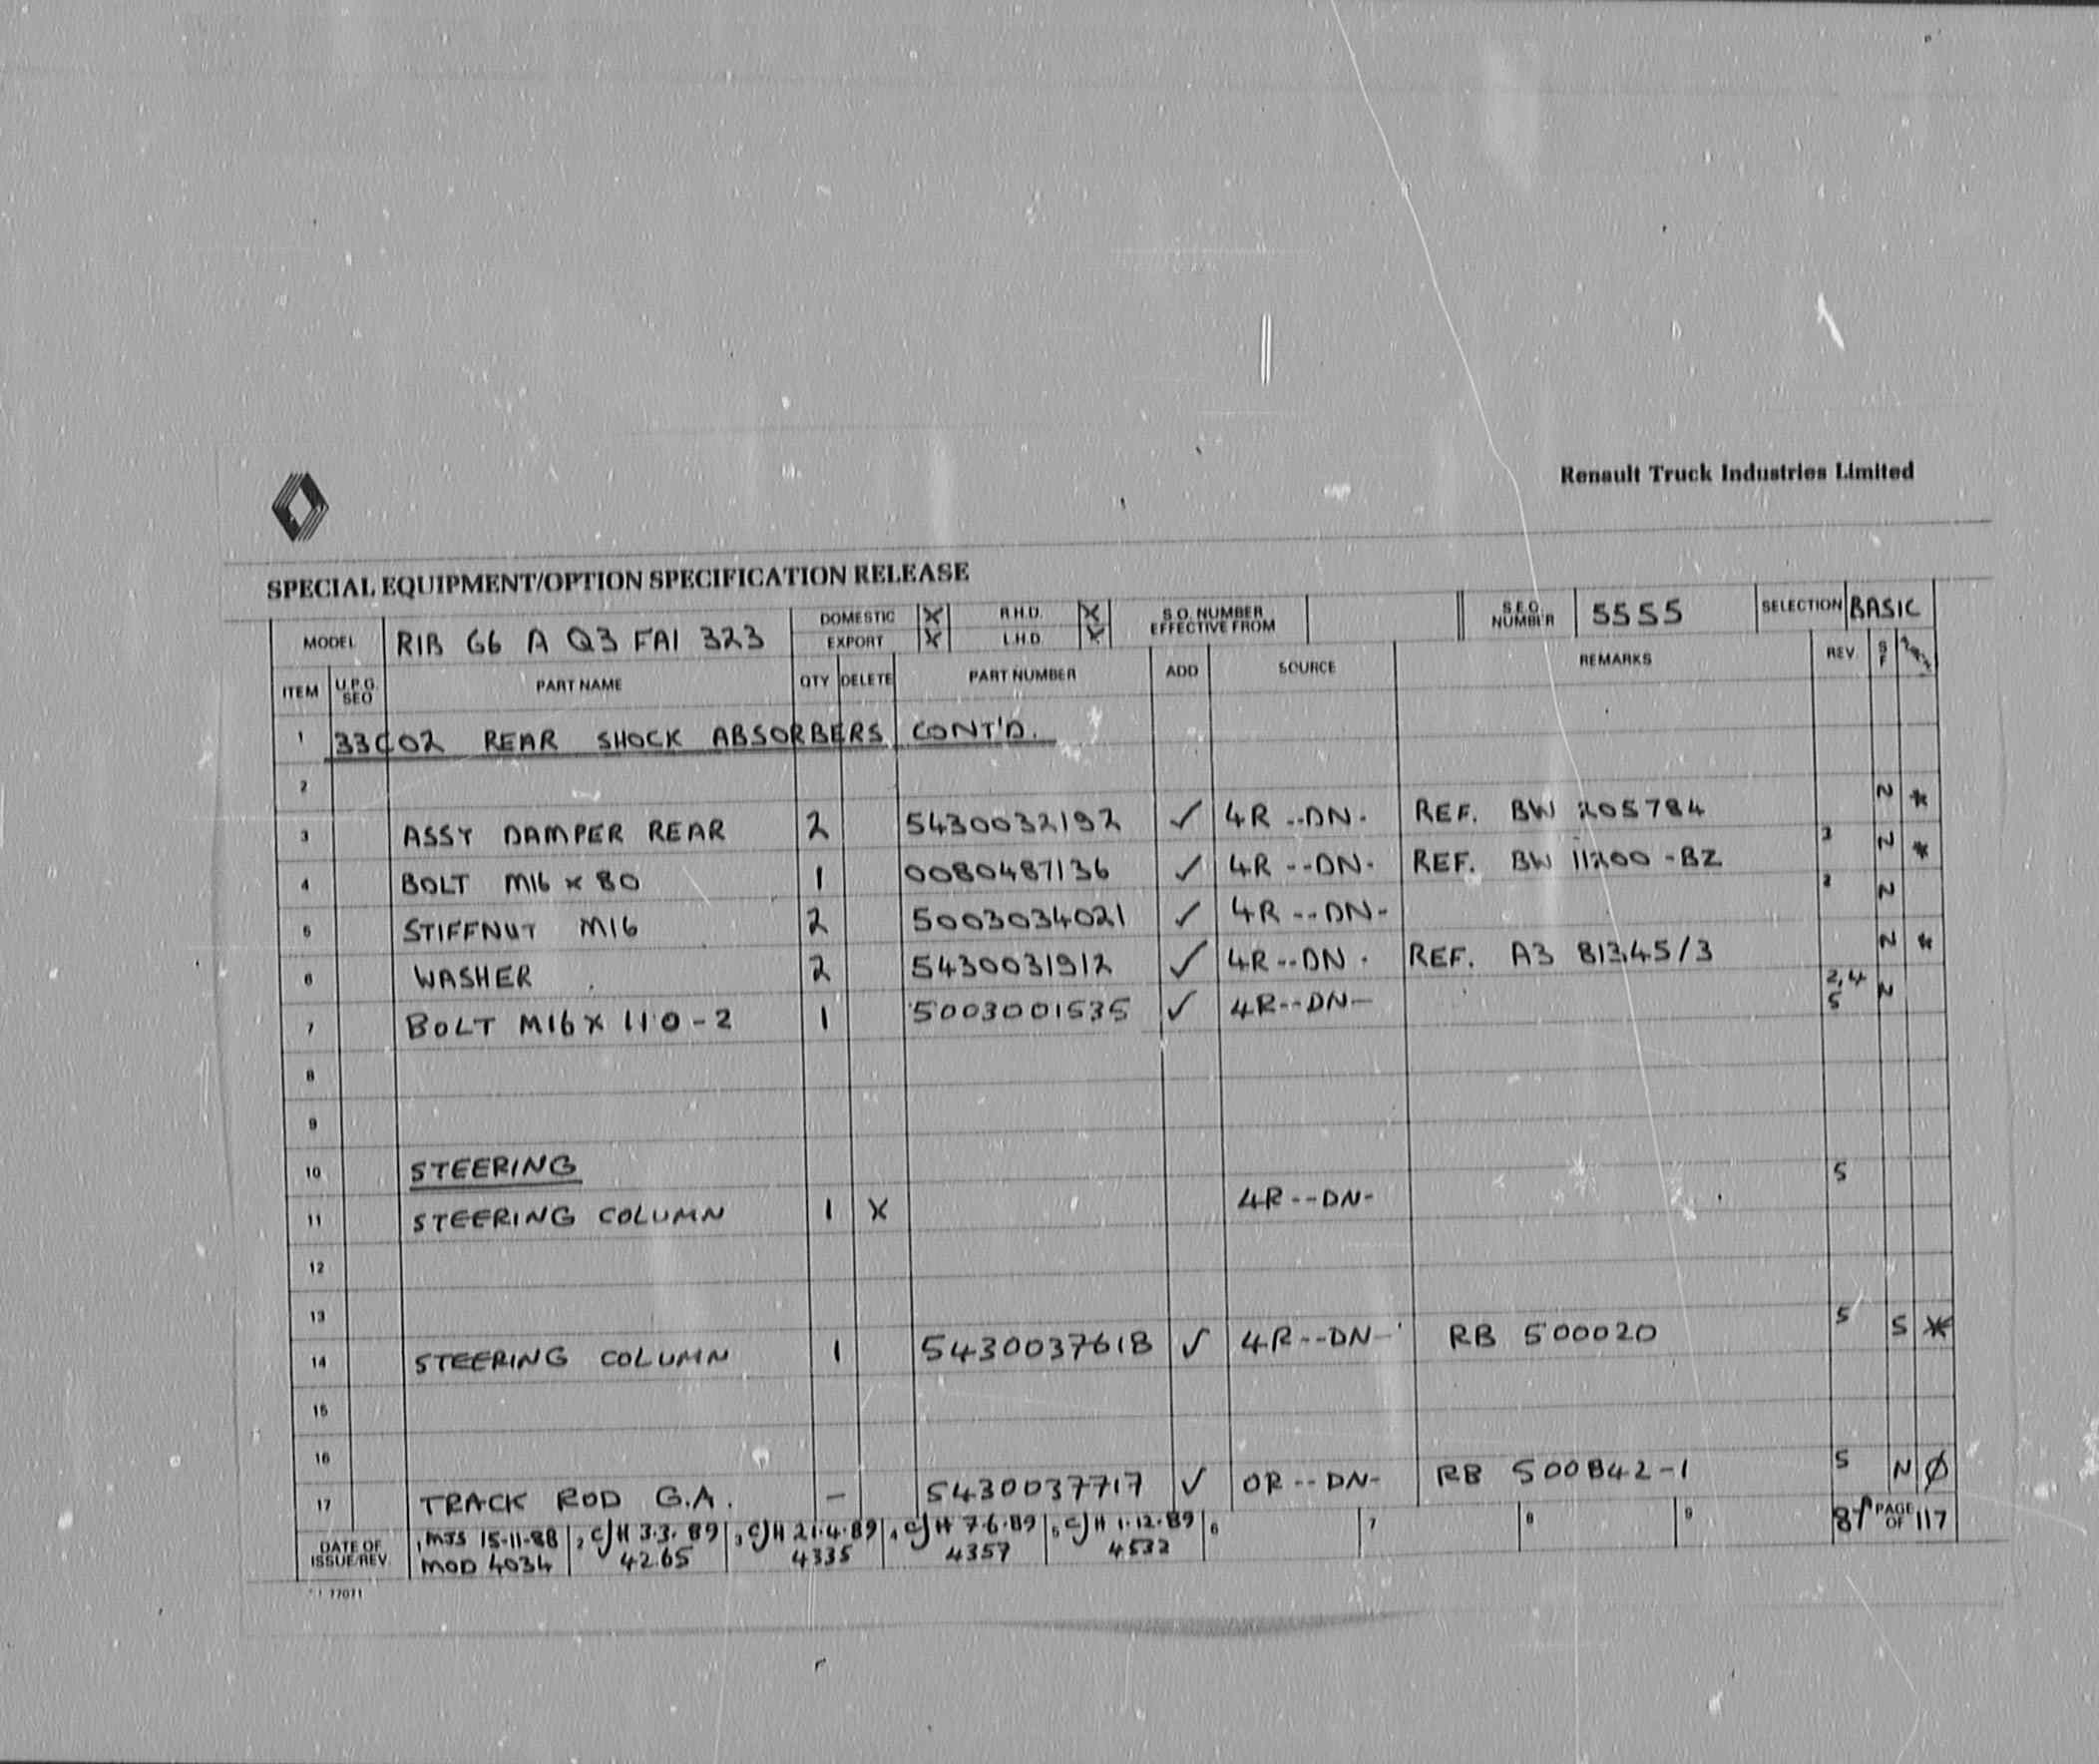 Renault Truck Industries Limited
SPECIAL EQUIPMENT/OPTION SPECIFICATION RELEASE
MODEL RIB G6 A Q3 FAI 323 DOMESTIC X R.H.D. X S.O. NUMBER EFFECTIVE FROM S.E.O. NUMBER 5555 SELECTION BASIC
EXPORT X L.H.D. X
ITEM U.P.G. SEQ PART NAME QTY DELETE PART NUMBER ADD SOURCE REMARKS REV. S F
1 33C02 REAR SHOCK ABSORBERS CONT'D.
2
3 ASSY DAMPER REAR 2 5430032192 ✓ 4R--DN- REF. BW 205784 N *
4 BOLT M16 x 80 1 0080487136 ✓ 4R--DN- REF. BW 11200-BZ 3 N *
5 STIFFNUT M16 2 5003034021 ✓ 4R--DN- N
6 WASHER 2 5430031912 ✓ 4R--DN- REF. A3 81345/3 N *
7 BOLT M16 x 110-2 1 5003001535 ✓ 4R--DN- 2,4 5 N
8
9
10 STEERING
11 STEERING COLUMN 1 X 4R--DN- 5
12
13
14 STEERING COLUMN 1 5430037618 ✓ 4R--DN- RB 500020 5 S *
15
16
17 TRACK ROD G.A. - 5430037717 ✓ 0R--DN- RB 500842-1 5 N Ø
DATE OF ISSUE/REV. 1 MJS 15-11-88 2 CJH 3.3.89 3 CJH 21.4.89 4 CJH 7.6.89 5 CJH 1.12.89 6 7 8 9 87A PAGE OF 117
MOD 4034 4265 4335 4357 4532
77071